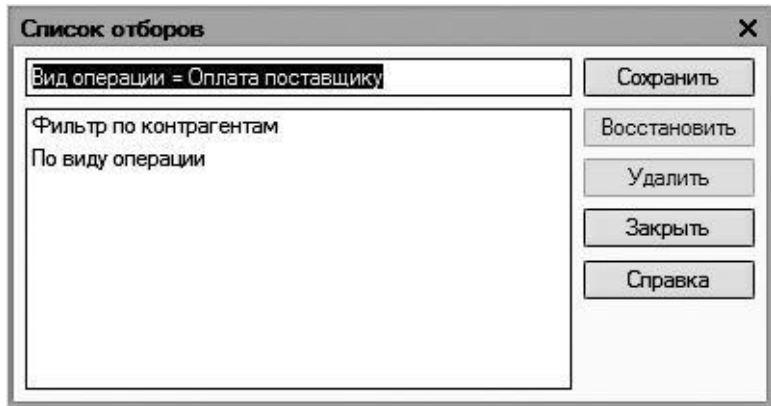 Список отборов
Вид операции = Оплата поставщику
Сохранить
Фильтр по контрагентам
Восстановить
По виду операции
Удалить
Закрыть
Справка